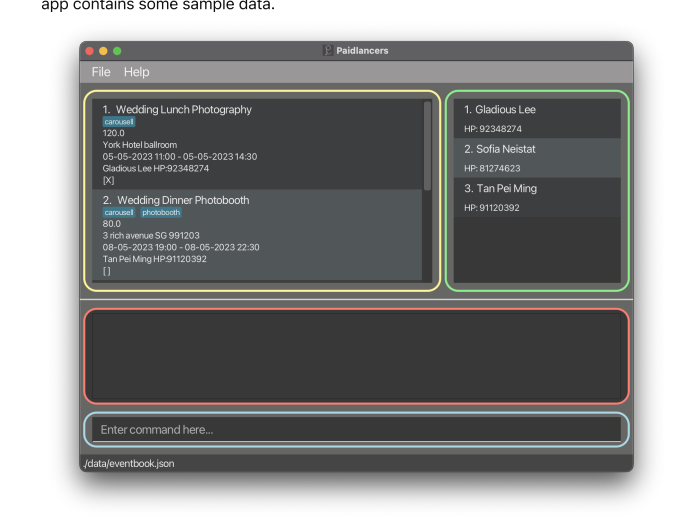 app contains some sample data.
Paidlancers
File Help
1. Wedding Lunch Photography
carousell
120.0
York Hotel ballroom
05-05-2023 11:00 - 05-05-2023 14:30
Gladious Lee HP:92348274
[X]
2. Wedding Dinner Photobooth
carousell photobooth
80.0
3 rich avenue SG 991203
08-05-2023 19:00 - 08-05-2023 22:30
Tan Pei Ming HP:91120392
[ ]
1. Gladious Lee
HP: 92348274
2. Sofia Neistat
HP: 81274623
3. Tan Pei Ming
HP: 91120392
Enter command here...
./data/eventbook.json